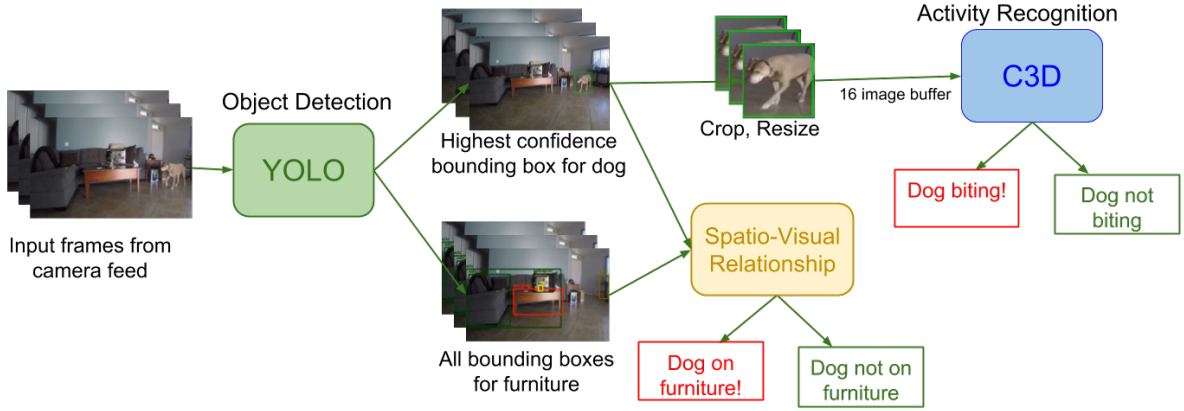 Input frames from
camera feed
Object Detection
YOLO
Highest confidence
bounding box for dog
All bounding boxes
for furniture
Crop, Resize
16 image buffer
Activity Recognition
C3D
Dog biting!
Dog not
biting
Spatio-Visual
Relationship
Dog on
furniture!
Dog not on
furniture